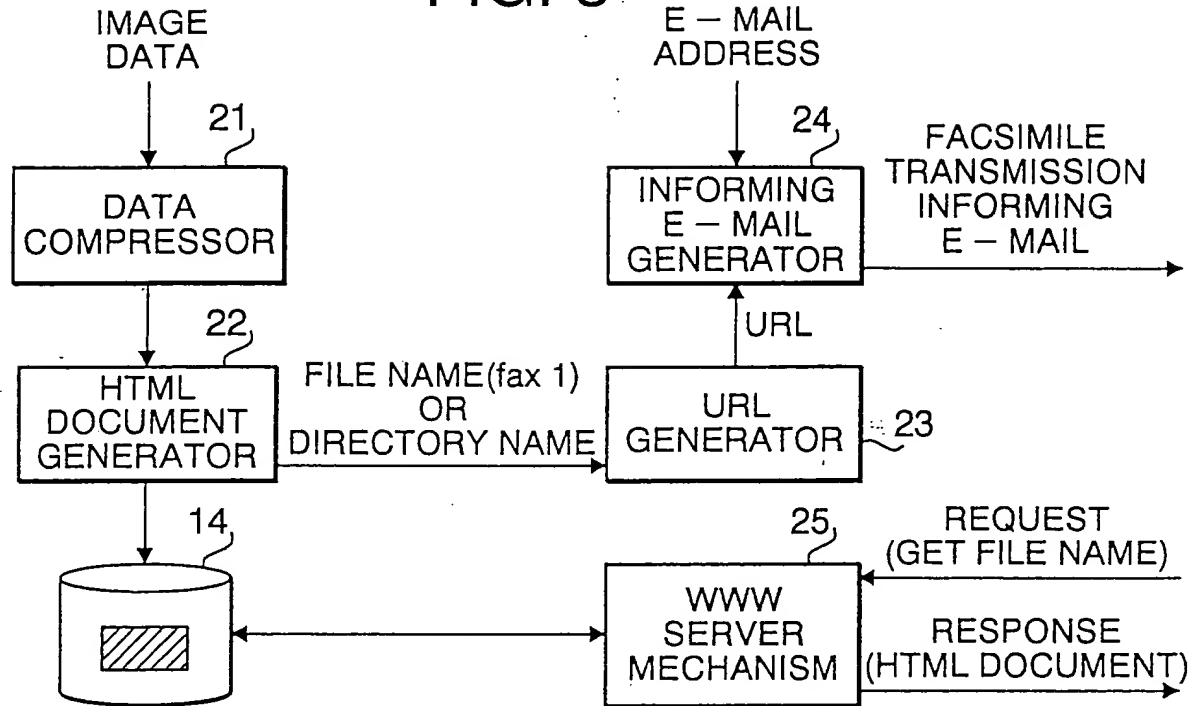 FIG.
IMAGE
DATA
E – MAIL
ADDRESS
21
DATA
COMPRESSOR
24
INFORMING
E – MAIL
GENERATOR
FACSIMILE
TRANSMISSION
INFORMING
E – MAIL
URL
22
HTML
DOCUMENT
GENERATOR
FILE NAME(fax 1)
OR
DIRECTORY NAME
URL
GENERATOR
23
14
25
WWW
SERVER
MECHANISM
REQUEST
(GET FILE NAME)
RESPONSE
(HTML DOCUMENT)